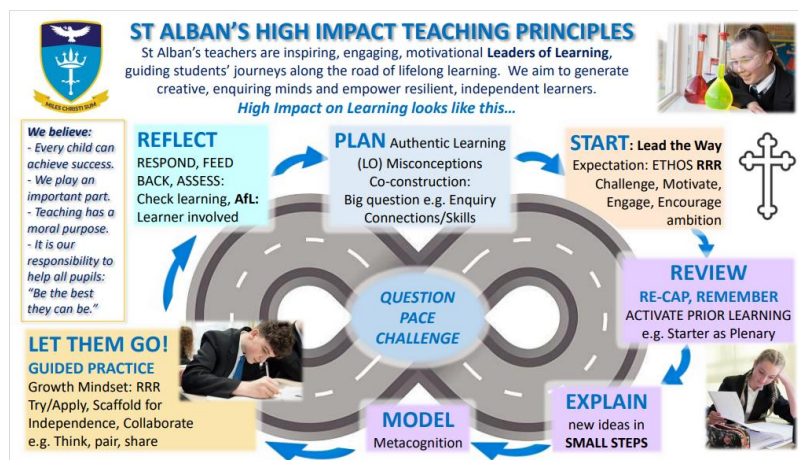 ST ALBAN'S HIGH IMPACT TEACHING PRINCIPLES
St Alban's teachers are inspiring, engaging, motivational Leaders of Learning,
guiding students' journeys along the road of lifelong learning. We aim to generate
creative, enquiring minds and empower resilient, independent learners.
High Impact on Learning looks like this…
MILES CHRISTI SUM
We believe:
- Every child can
achieve success.
- We play an
important part.
- Teaching has a
moral purpose.
- It is our
responsibility to
help all pupils:
"Be the best
they can be."
REFLECT
RESPOND, FEED
BACK, ASSESS:
Check learning, AfL:
Learner involved
PLAN Authentic Learning
(LO) Misconceptions
Co-construction:
Big question e.g. Enquiry
Connections/Skills
START: Lead the Way
Expectation: ETHOS RRR
Challenge, Motivate,
Engage, Encourage
ambition
REVIEW
RE-CAP, REMEMBER
ACTIVATE PRIOR LEARNING
e.g. Starter as Plenary
QUESTION
PACE
CHALLENGE
EXPLAIN
new ideas in
SMALL STEPS
MODEL
Metacognition
LET THEM GO!
GUIDED PRACTICE
Growth Mindset: RRR
Try/Apply, Scaffold for
Independence, Collaborate
e.g. Think, pair, share